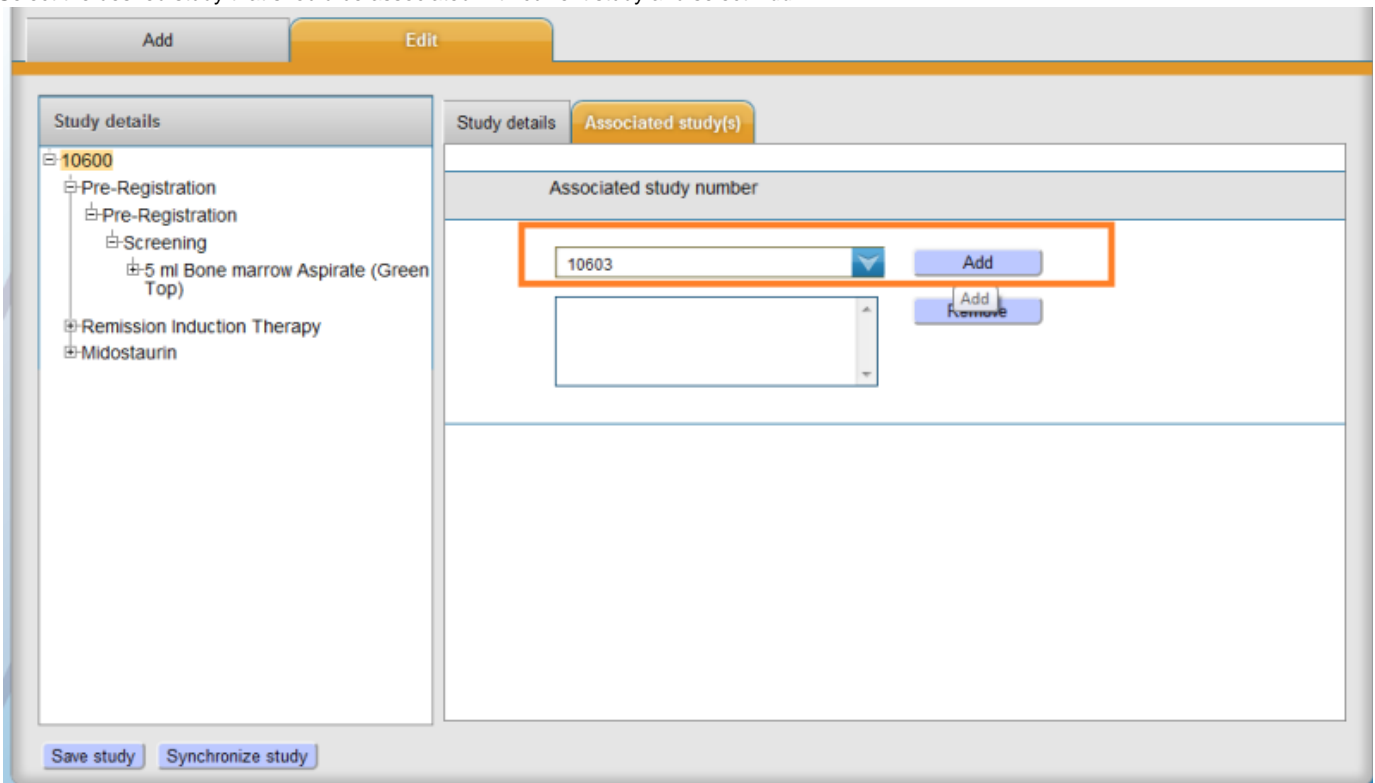 Add
Edit
Study details
Study details
Associated study(s)
10600
Pre-Registration
Pre-Registration
Screening
5 ml Bone marrow Aspirate (Green
Top)
Remission Induction Therapy
Midostaurin
Associated study number
10603
Add
Add
Remove
Save study
Synchronize study